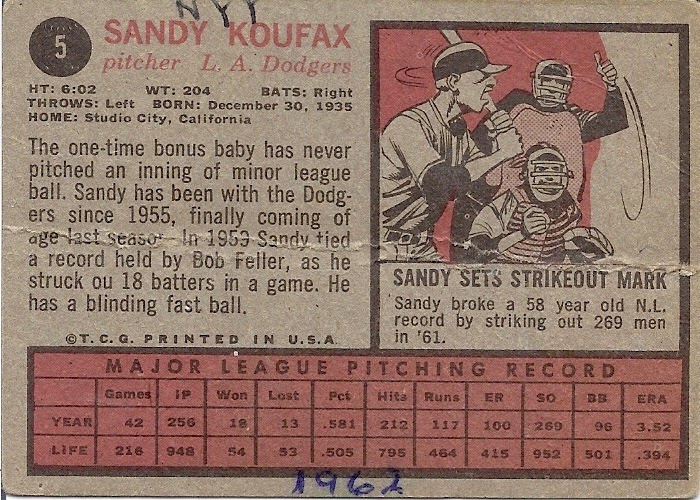 NYY
5
SANDY KOUFAX
pitcher L. A. Dodgers
HT: 6:02 WT: 204 BATS: Right
THROWS: Left BORN: December 30, 1935
HOME: Studio City, California
The one-time bonus baby has never
pitched an inning of minor league
ball. Sandy has been with the Dodg-
ers since 1955, finally coming of
age last season. In 1959 Sandy tied
a record held by Bob Feller, as he
struck ou 18 batters in a game. He
has a blinding fast ball.
©T.C.G. PRINTED IN U.S.A.
SANDY SETS STRIKEOUT MARK
Sandy broke a 58 year old N.L.
record by striking out 269 men
in '61.
MAJOR LEAGUE PITCHING RECORD
Games IP Won Lost Pct Hits Runs ER SO BB ERA
YEAR 42 256 18 13 .581 212 117 100 269 96 3.52
LIFE 216 948 54 53 .505 795 464 415 952 501 .394
1962